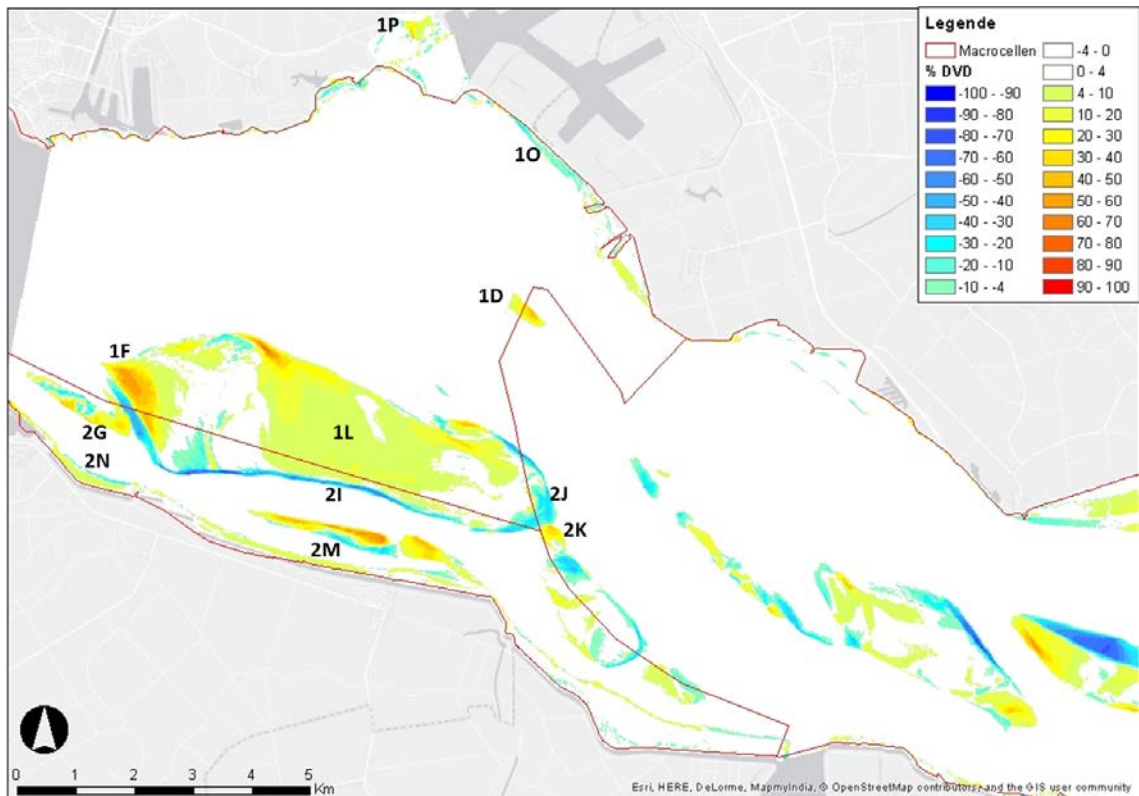 1P
1O
1D
1F
1L
2G
2N
2I
2J
2K
2M
Legende
Macrocellen
% DVD
-100 - -90
-90 - -80
-80 - -70
-70 - -60
-60 - -50
-50 - -40
-40 - -30
-30 - -20
-20 - -10
-10 - -4
-4 - 0
0 - 4
4 - 10
10 - 20
20 - 30
30 - 40
40 - 50
50 - 60
60 - 70
70 - 80
80 - 90
90 - 100
0 1 2 3 4 5
Km
Esri, HERE, DeLorme, MapmyIndia, © OpenStreetMap contributors, and the GIS user community